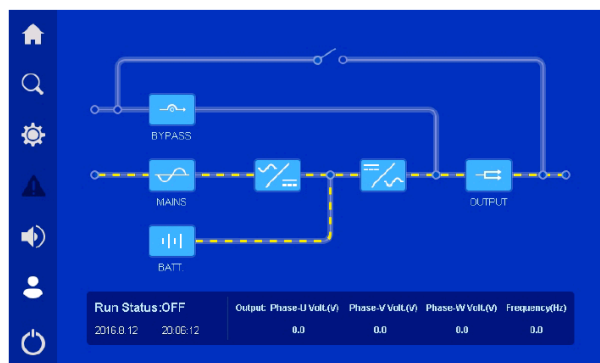 BYPASS
MAINS
OUTPUT
BATT.
Run Status:OFF
Output: Phase-U Volt.(V) Phase-V Volt.(V) Phase-W Volt.(V) Frequency(Hz)
2016.8.12 20:06:12
0.0 0.0 0.0 0.0